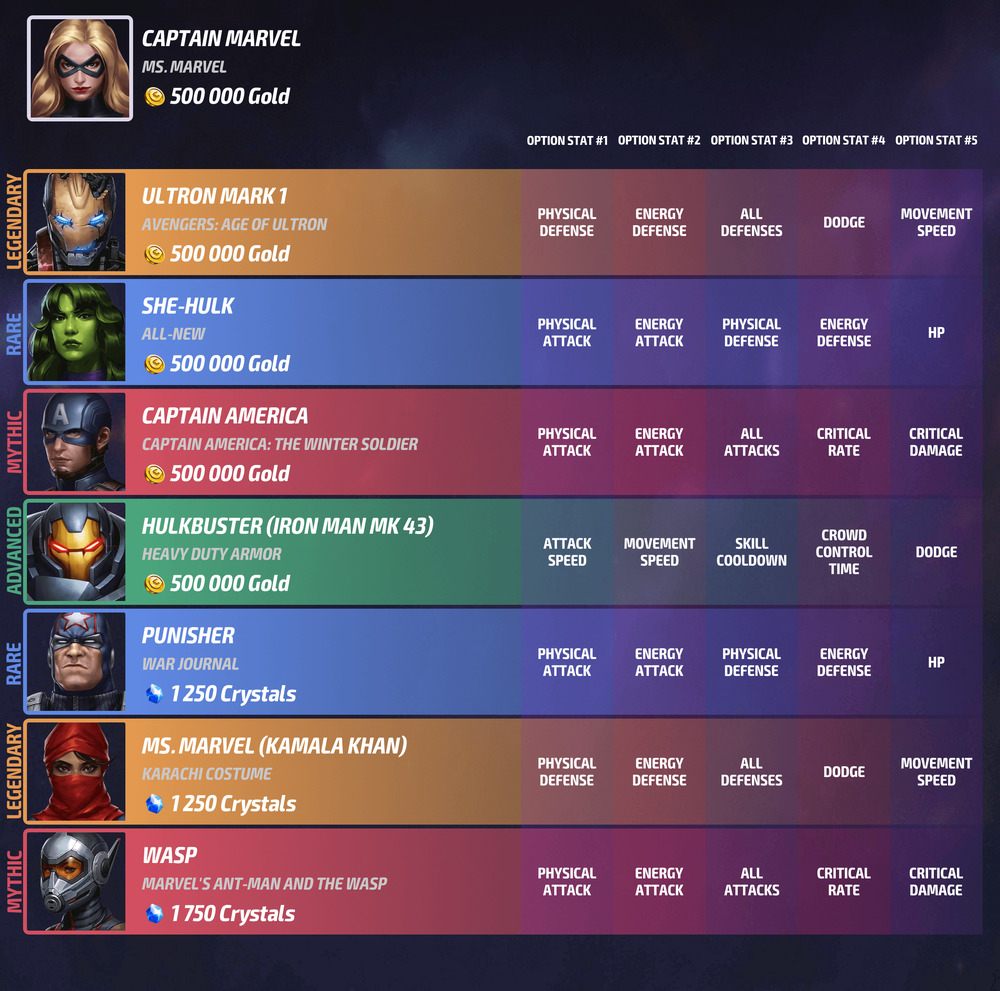 CAPTAIN MARVEL
MS. MARVEL
500 000 Gold
OPTION STAT #1 OPTION STAT #2 OPTION STAT #3 OPTION STAT #4 OPTION STAT #5
LEGENDARY
ULTRON MARK 1
AVENGERS: AGE OF ULTRON
500 000 Gold
PHYSICAL
DEFENSE
ENERGY
DEFENSE
ALL
DEFENSES
DODGE
MOVEMENT
SPEED
RARE
SHE-HULK
ALL-NEW
500 000 Gold
PHYSICAL
ATTACK
ENERGY
ATTACK
PHYSICAL
DEFENSE
ENERGY
DEFENSE
HP
MYTHIC
CAPTAIN AMERICA
CAPTAIN AMERICA: THE WINTER SOLDIER
500 000 Gold
PHYSICAL
ATTACK
ENERGY
ATTACK
ALL
ATTACKS
CRITICAL
RATE
CRITICAL
DAMAGE
ADVANCED
HULKBUSTER (IRON MAN MK 43)
HEAVY DUTY ARMOR
500 000 Gold
ATTACK
SPEED
MOVEMENT
SPEED
SKILL
COOLDOWN
CROWD
CONTROL
TIME
DODGE
RARE
PUNISHER
WAR JOURNAL
1 250 Crystals
PHYSICAL
ATTACK
ENERGY
ATTACK
PHYSICAL
DEFENSE
ENERGY
DEFENSE
HP
LEGENDARY
MS. MARVEL (KAMALA KHAN)
KARACHI COSTUME
1 250 Crystals
PHYSICAL
DEFENSE
ENERGY
DEFENSE
ALL
DEFENSES
DODGE
MOVEMENT
SPEED
MYTHIC
WASP
MARVEL'S ANT-MAN AND THE WASP
1 750 Crystals
PHYSICAL
ATTACK
ENERGY
ATTACK
ALL
ATTACKS
CRITICAL
RATE
CRITICAL
DAMAGE